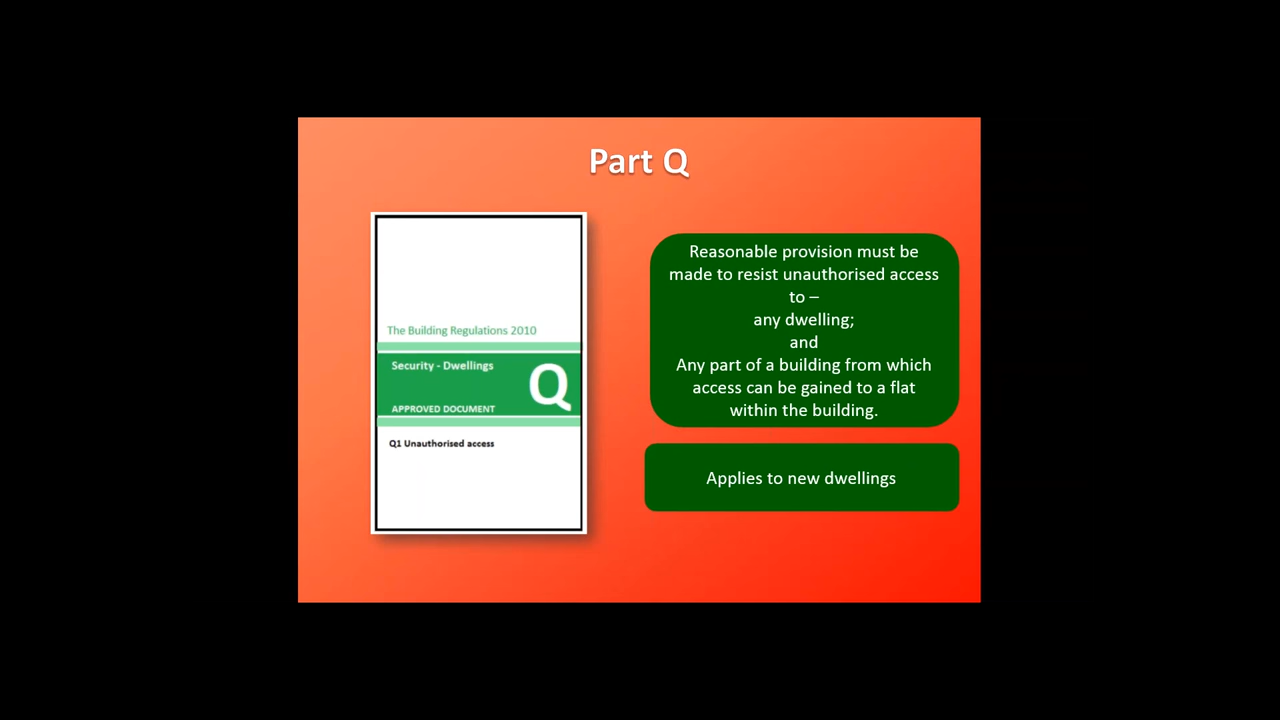 Part Q
The Building Regulations 2010
Security - Dwellings
Q
APPROVED DOCUMENT
Q1 Unauthorised access
Reasonable provision must be
made to resist unauthorised access
to –
any dwelling;
and
Any part of a building from which
access can be gained to a flat
within the building.
Applies to new dwellings